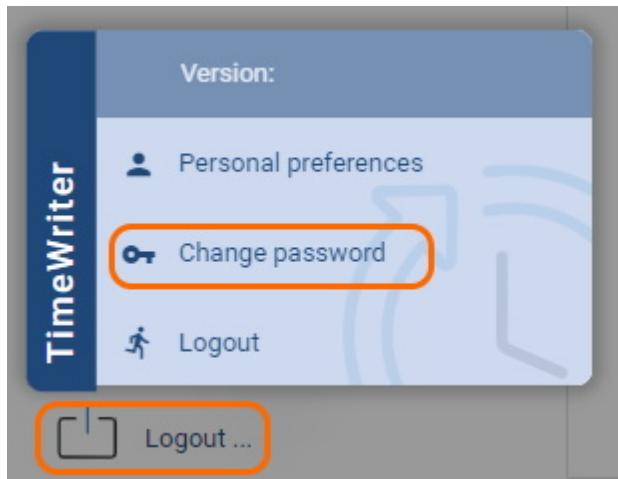 Version:
TimeWriter
Personal preferences
Change password
Logout
Logout ...